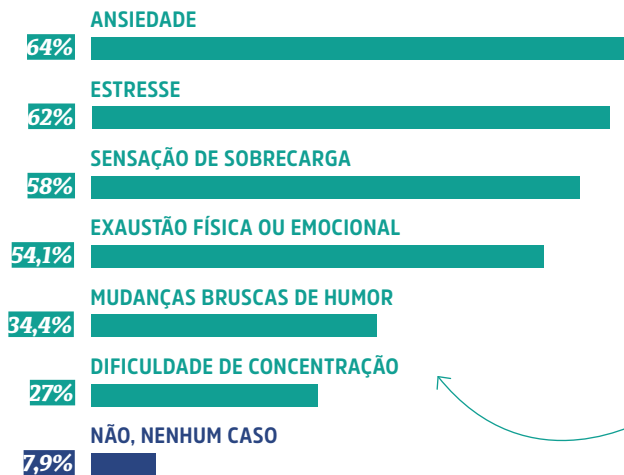 ANSIEDADE
64%
ESTRESSE
62%
SENSAÇÃO DE SOBRECARGA
58%
EXAUSTÃO FÍSICA OU EMOCIONAL
54,1%
MUDANÇAS BRUSCAS DE HUMOR
34,4%
DIFICULDADE DE CONCENTRAÇÃO
27%
NÃO, NENHUM CASO
7,9%